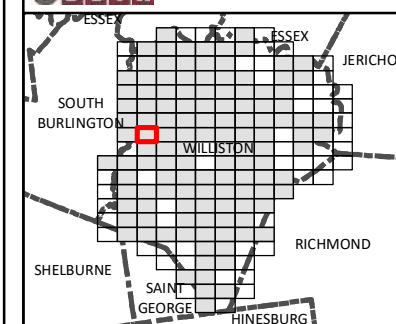 ESSEX
ESSEX
JERICHO
SOUTH
BURLINGTON
WILLISTON
RICHMOND
SHELBURNE
SAINT
GEORGE
HINESBURG